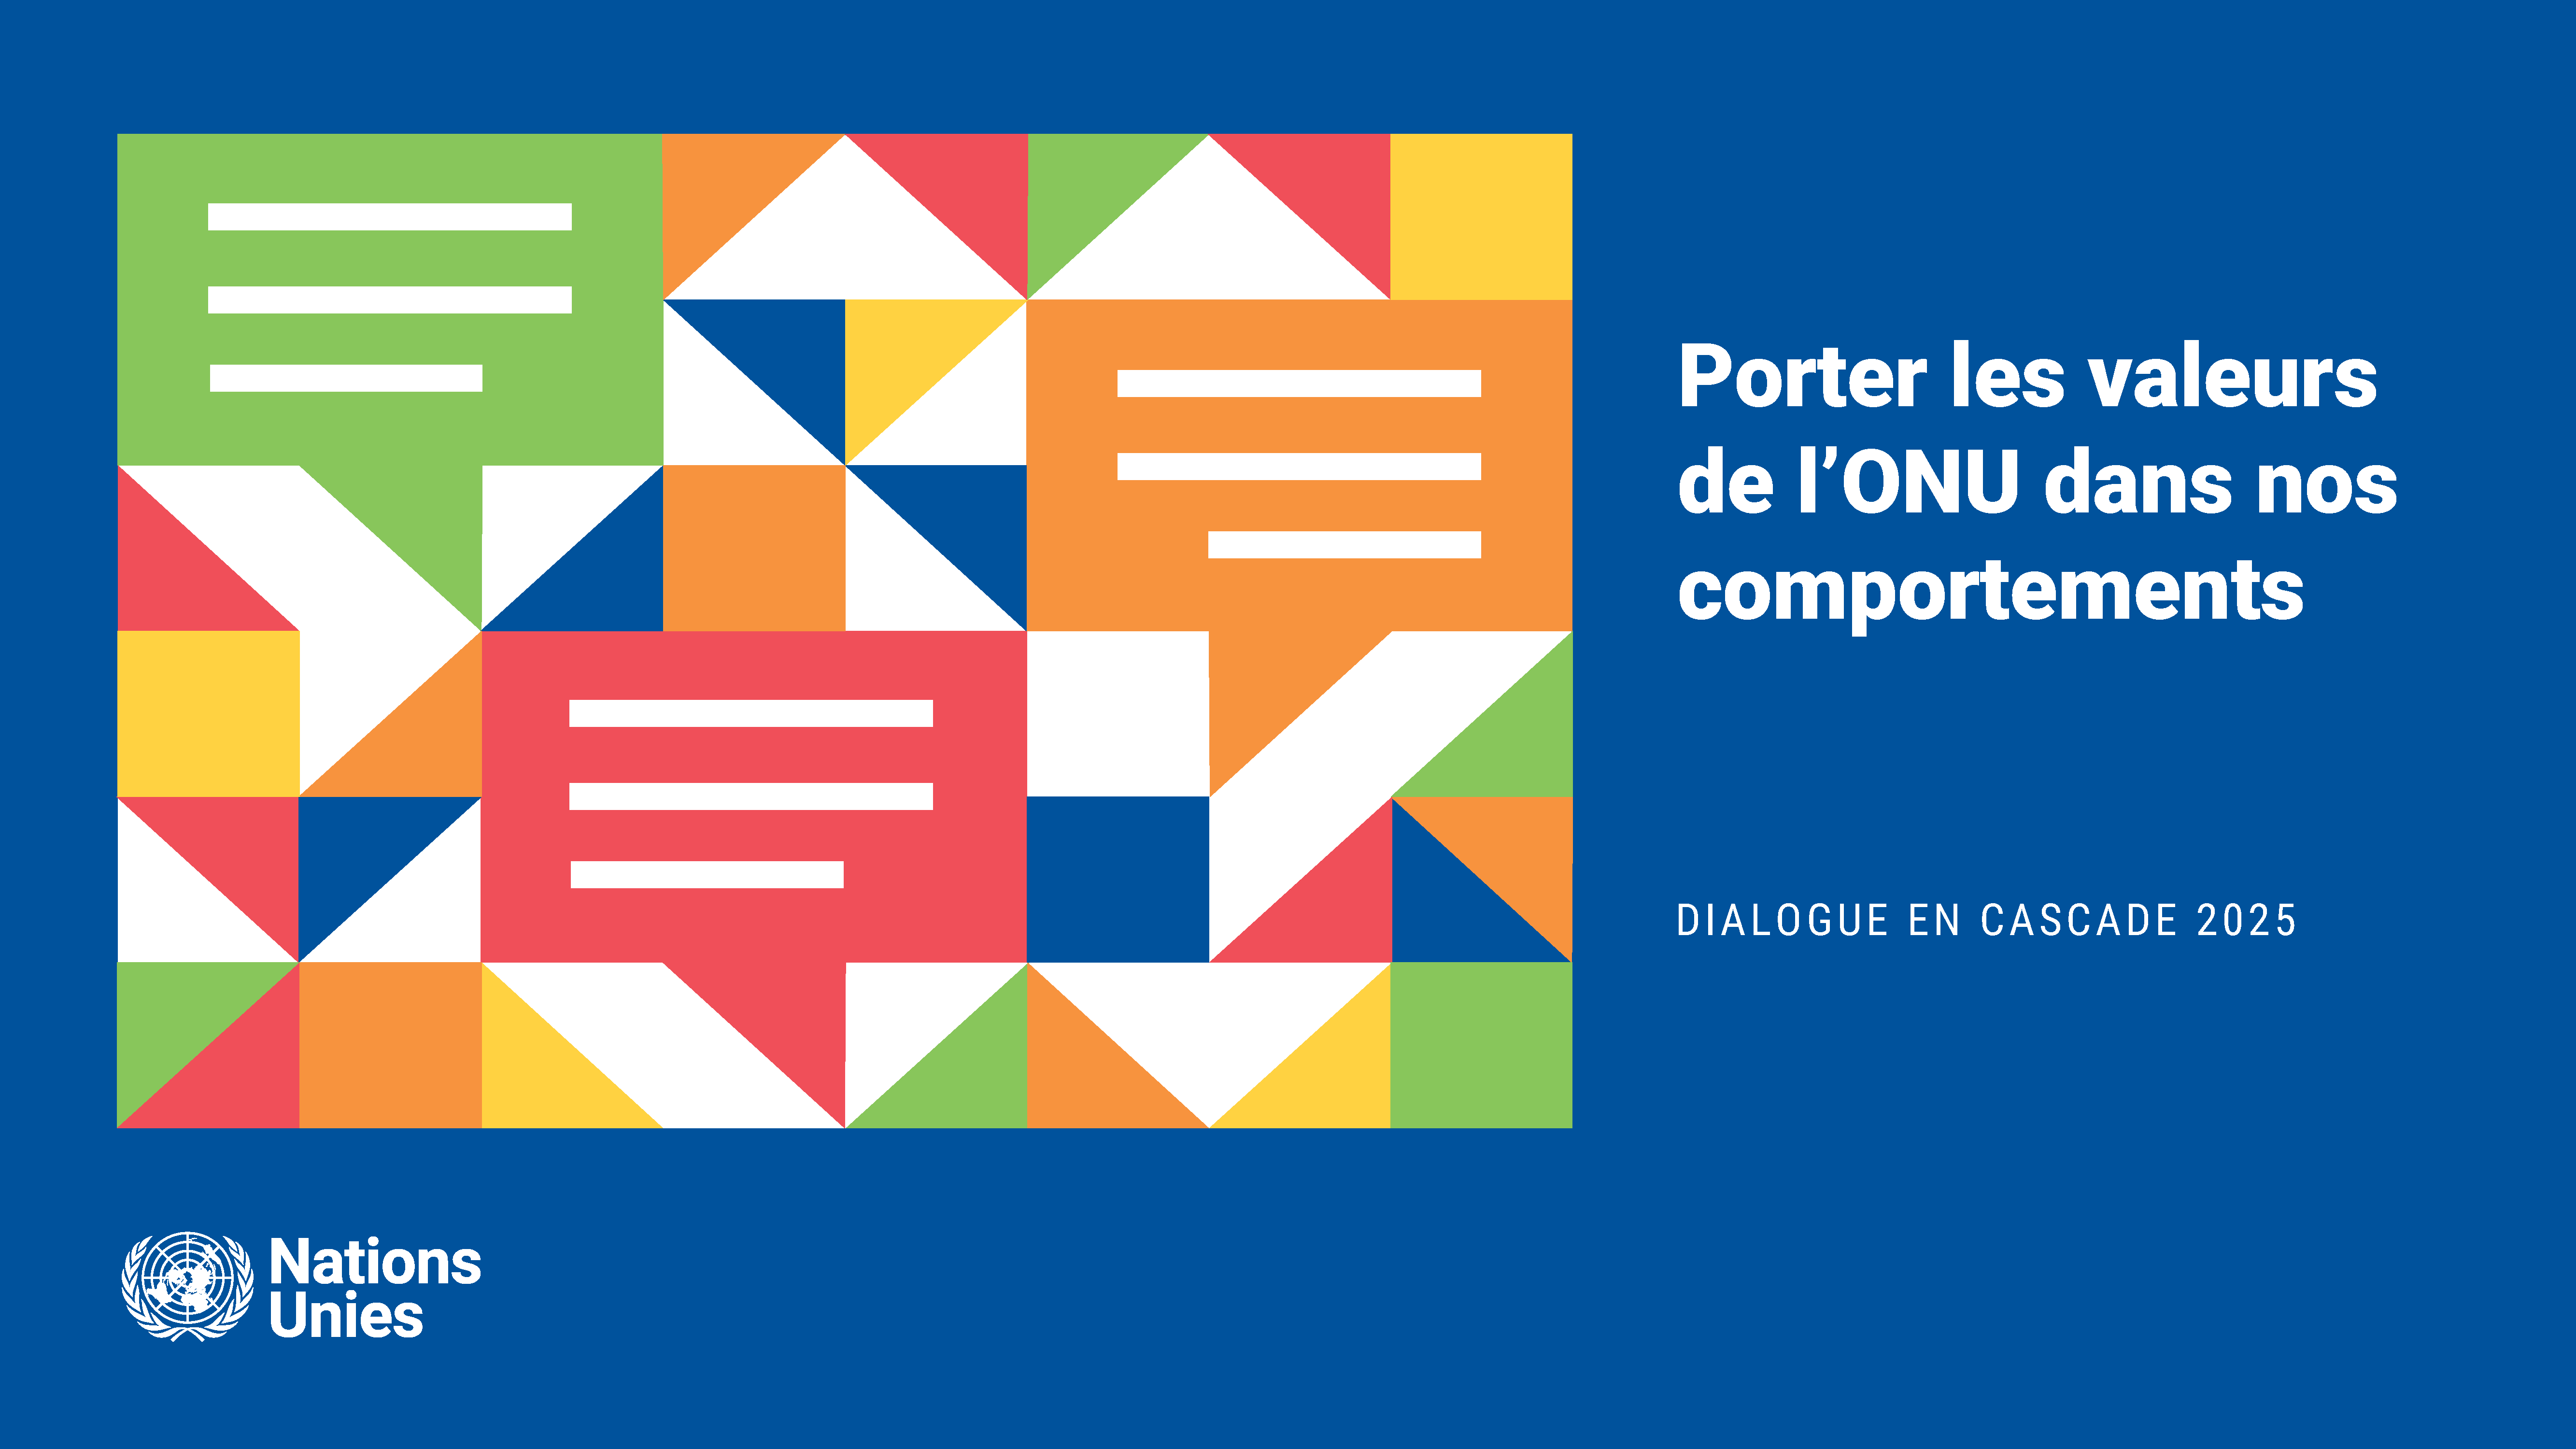 Porter les valeurs
de l’ONU dans nos
comportements
DIALOGUE EN CASCADE 2025
Nations
Unies